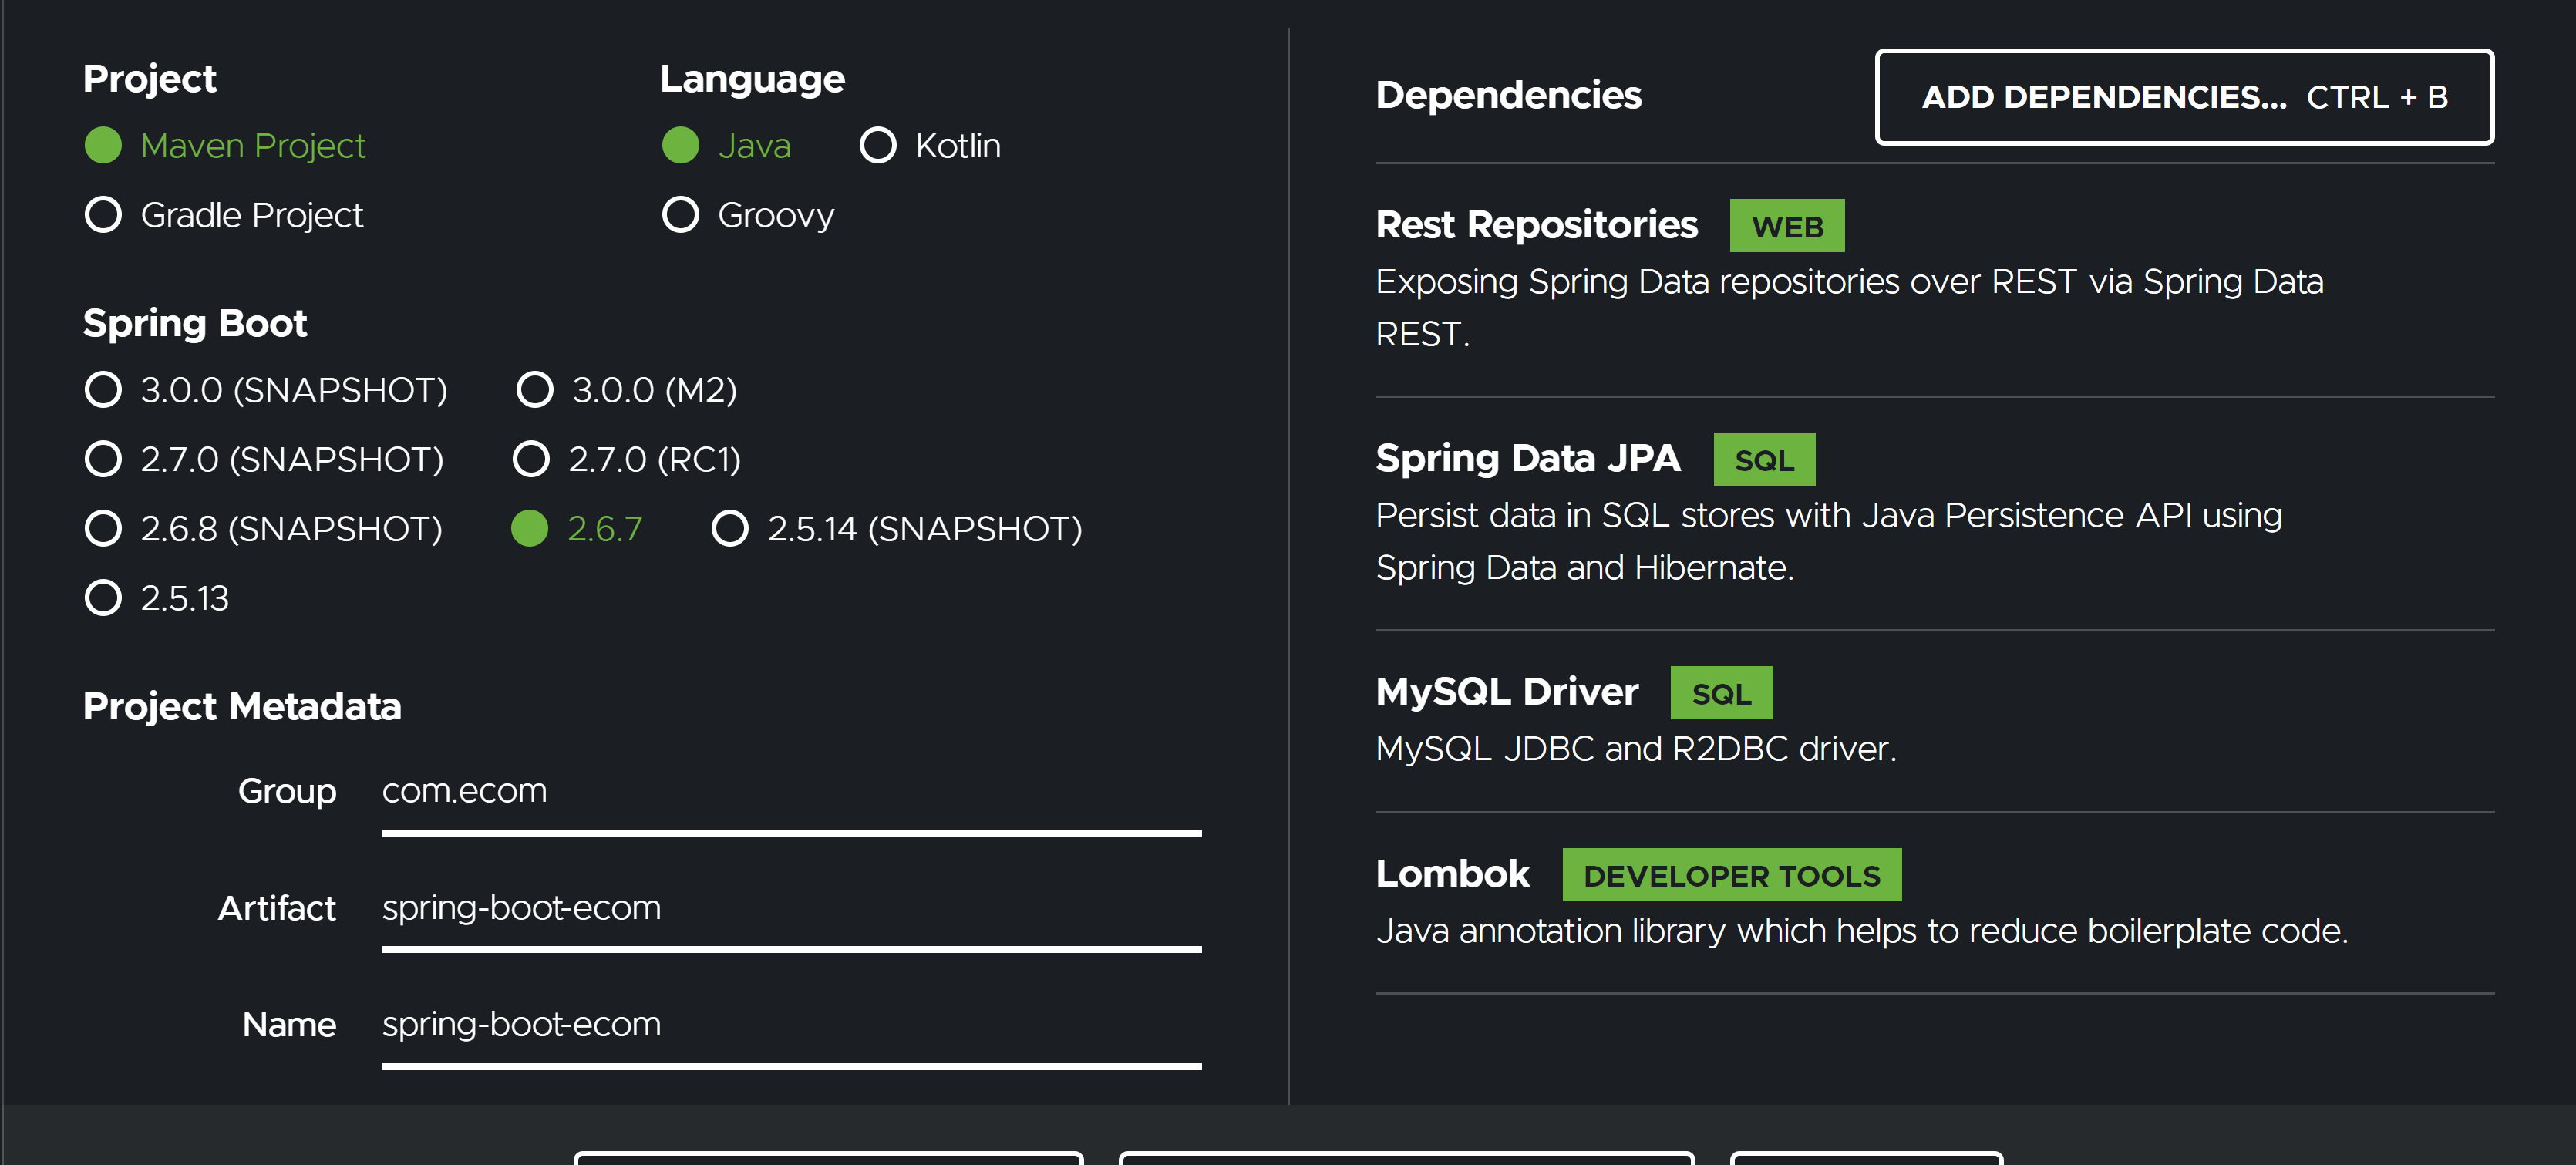 Project
Maven Project
Gradle Project
Language
Java Kotlin
Groovy
Spring Boot
3.0.0 (SNAPSHOT) 3.0.0 (M2)
2.7.0 (SNAPSHOT) 2.7.0 (RC1)
2.6.8 (SNAPSHOT) 2.6.7 2.5.14 (SNAPSHOT)
2.5.13
Project Metadata
Group com.ecom
Artifact spring-boot-ecom
Name spring-boot-ecom
Dependencies ADD DEPENDENCIES... CTRL + B
Rest Repositories WEB
Exposing Spring Data repositories over REST via Spring Data
REST.
Spring Data JPA SQL
Persist data in SQL stores with Java Persistence API using
Spring Data and Hibernate.
MySQL Driver SQL
MySQL JDBC and R2DBC driver.
Lombok DEVELOPER TOOLS
Java annotation library which helps to reduce boilerplate code.